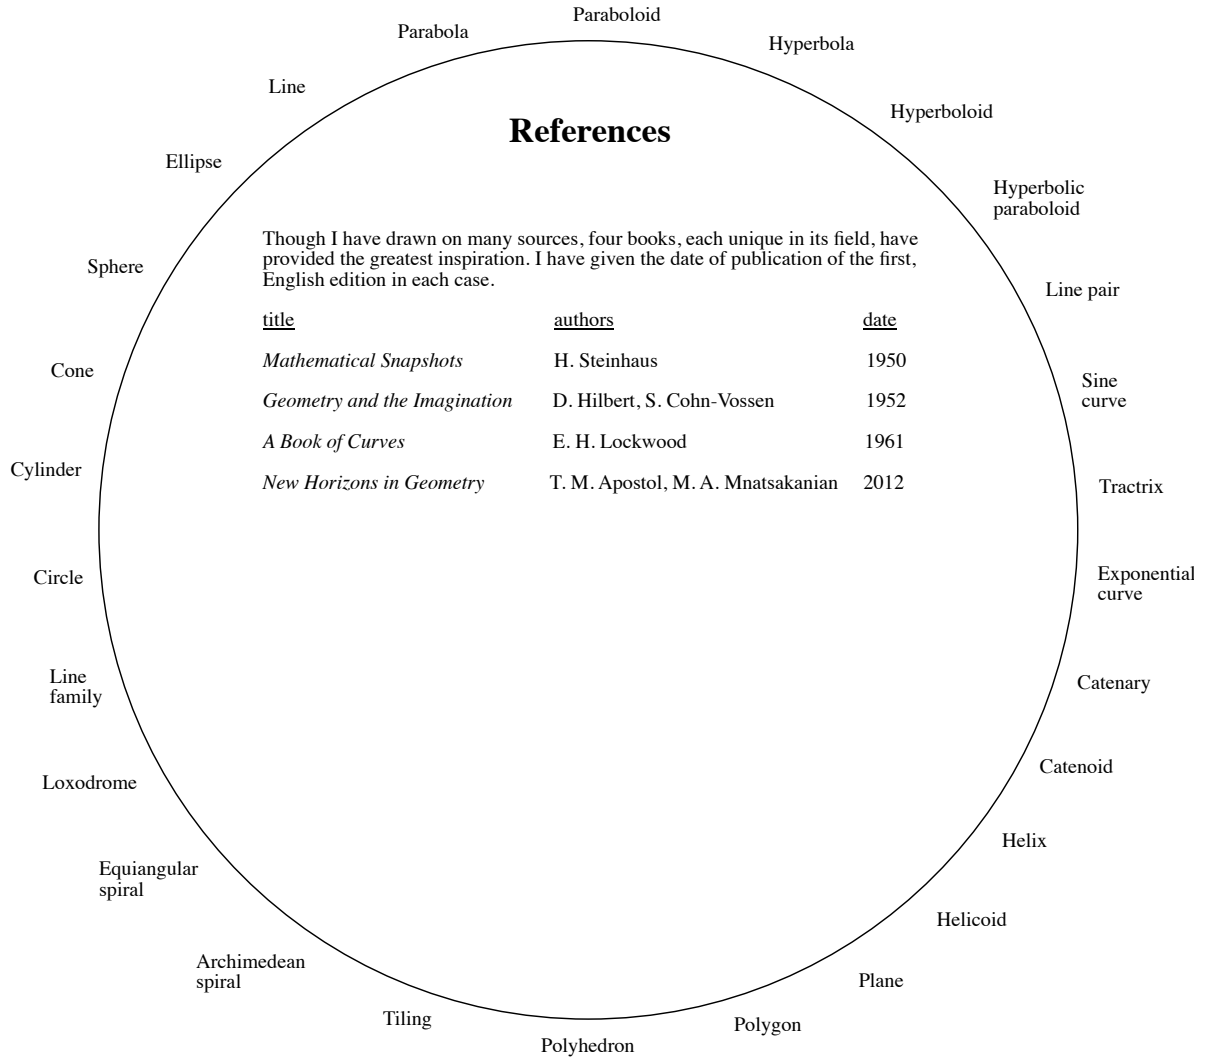 Paraboloid
Parabola
Hyperbola
Line
Hyperboloid
References
Ellipse
Hyperbolic
paraboloid
Though I have drawn on many sources, four books, each unique in its field, have
provided the greatest inspiration. I have given the date of publication of the first,
English edition in each case.
Sphere
Line pair
title authors date
Mathematical Snapshots H. Steinhaus 1950
Cone
Sine
curve
Geometry and the Imagination D. Hilbert, S. Cohn-Vossen 1952
A Book of Curves E. H. Lockwood 1961
Cylinder
New Horizons in Geometry T. M. Apostol, M. A. Mnatsakanian 2012
Tractrix
Circle
Exponential
curve
Line
family
Catenary
Loxodrome
Catenoid
Helix
Equiangular
spiral
Helicoid
Archimedean
spiral
Plane
Tiling
Polygon
Polyhedron